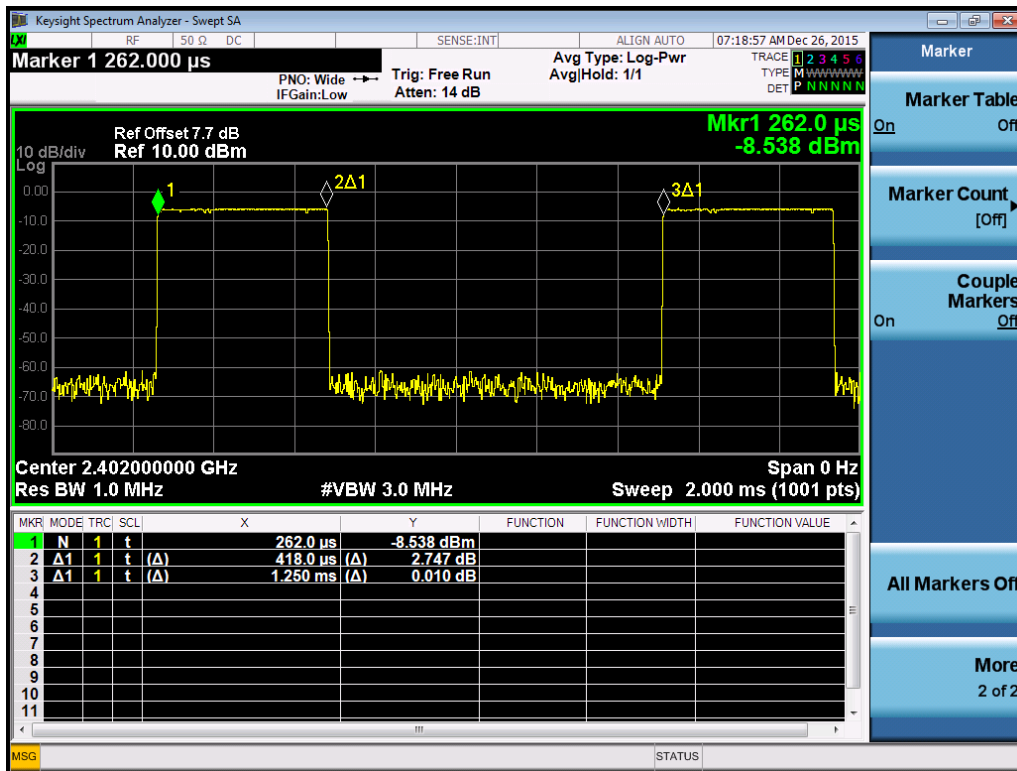 Keysight Spectrum Analyzer - Swept SA
LXI RF 50 Ω DC SENSE:INT ALIGN AUTO 07:18:57 AM Dec 26, 2015
Marker 1 262.000 µs
PNO: Wide
IFGain:Low
Trig: Free Run
Atten: 14 dB
Avg Type: Log-Pwr
Avg|Hold: 1/1
TRACE 1 2 3 4 5 6
TYPE M W W W W W
DET P N N N N N
Ref Offset 7.7 dB
Ref 10.00 dBm
10 dB/div
Log
Mkr1 262.0 µs
-8.538 dBm
0.00
-10.0
-20.0
-30.0
-40.0
-50.0
-60.0
-70.0
-80.0
1
2Δ1
3Δ1
Center 2.402000000 GHz
Span 0 Hz
Res BW 1.0 MHz
#VBW 3.0 MHz
Sweep 2.000 ms (1001 pts)
MKR MODE TRC SCL X Y FUNCTION FUNCTION WIDTH FUNCTION VALUE
1 N 1 t 262.0 µs -8.538 dBm
2 Δ1 1 t (Δ) 418.0 µs (Δ) 2.747 dB
3 Δ1 1 t (Δ) 1.250 ms (Δ) 0.010 dB
4
5
6
7
8
9
10
11
MSG
STATUS
Marker
Marker Table
On Off
Marker Count
[Off]
Couple
Markers
On Off
All Markers Off
More
2 of 2